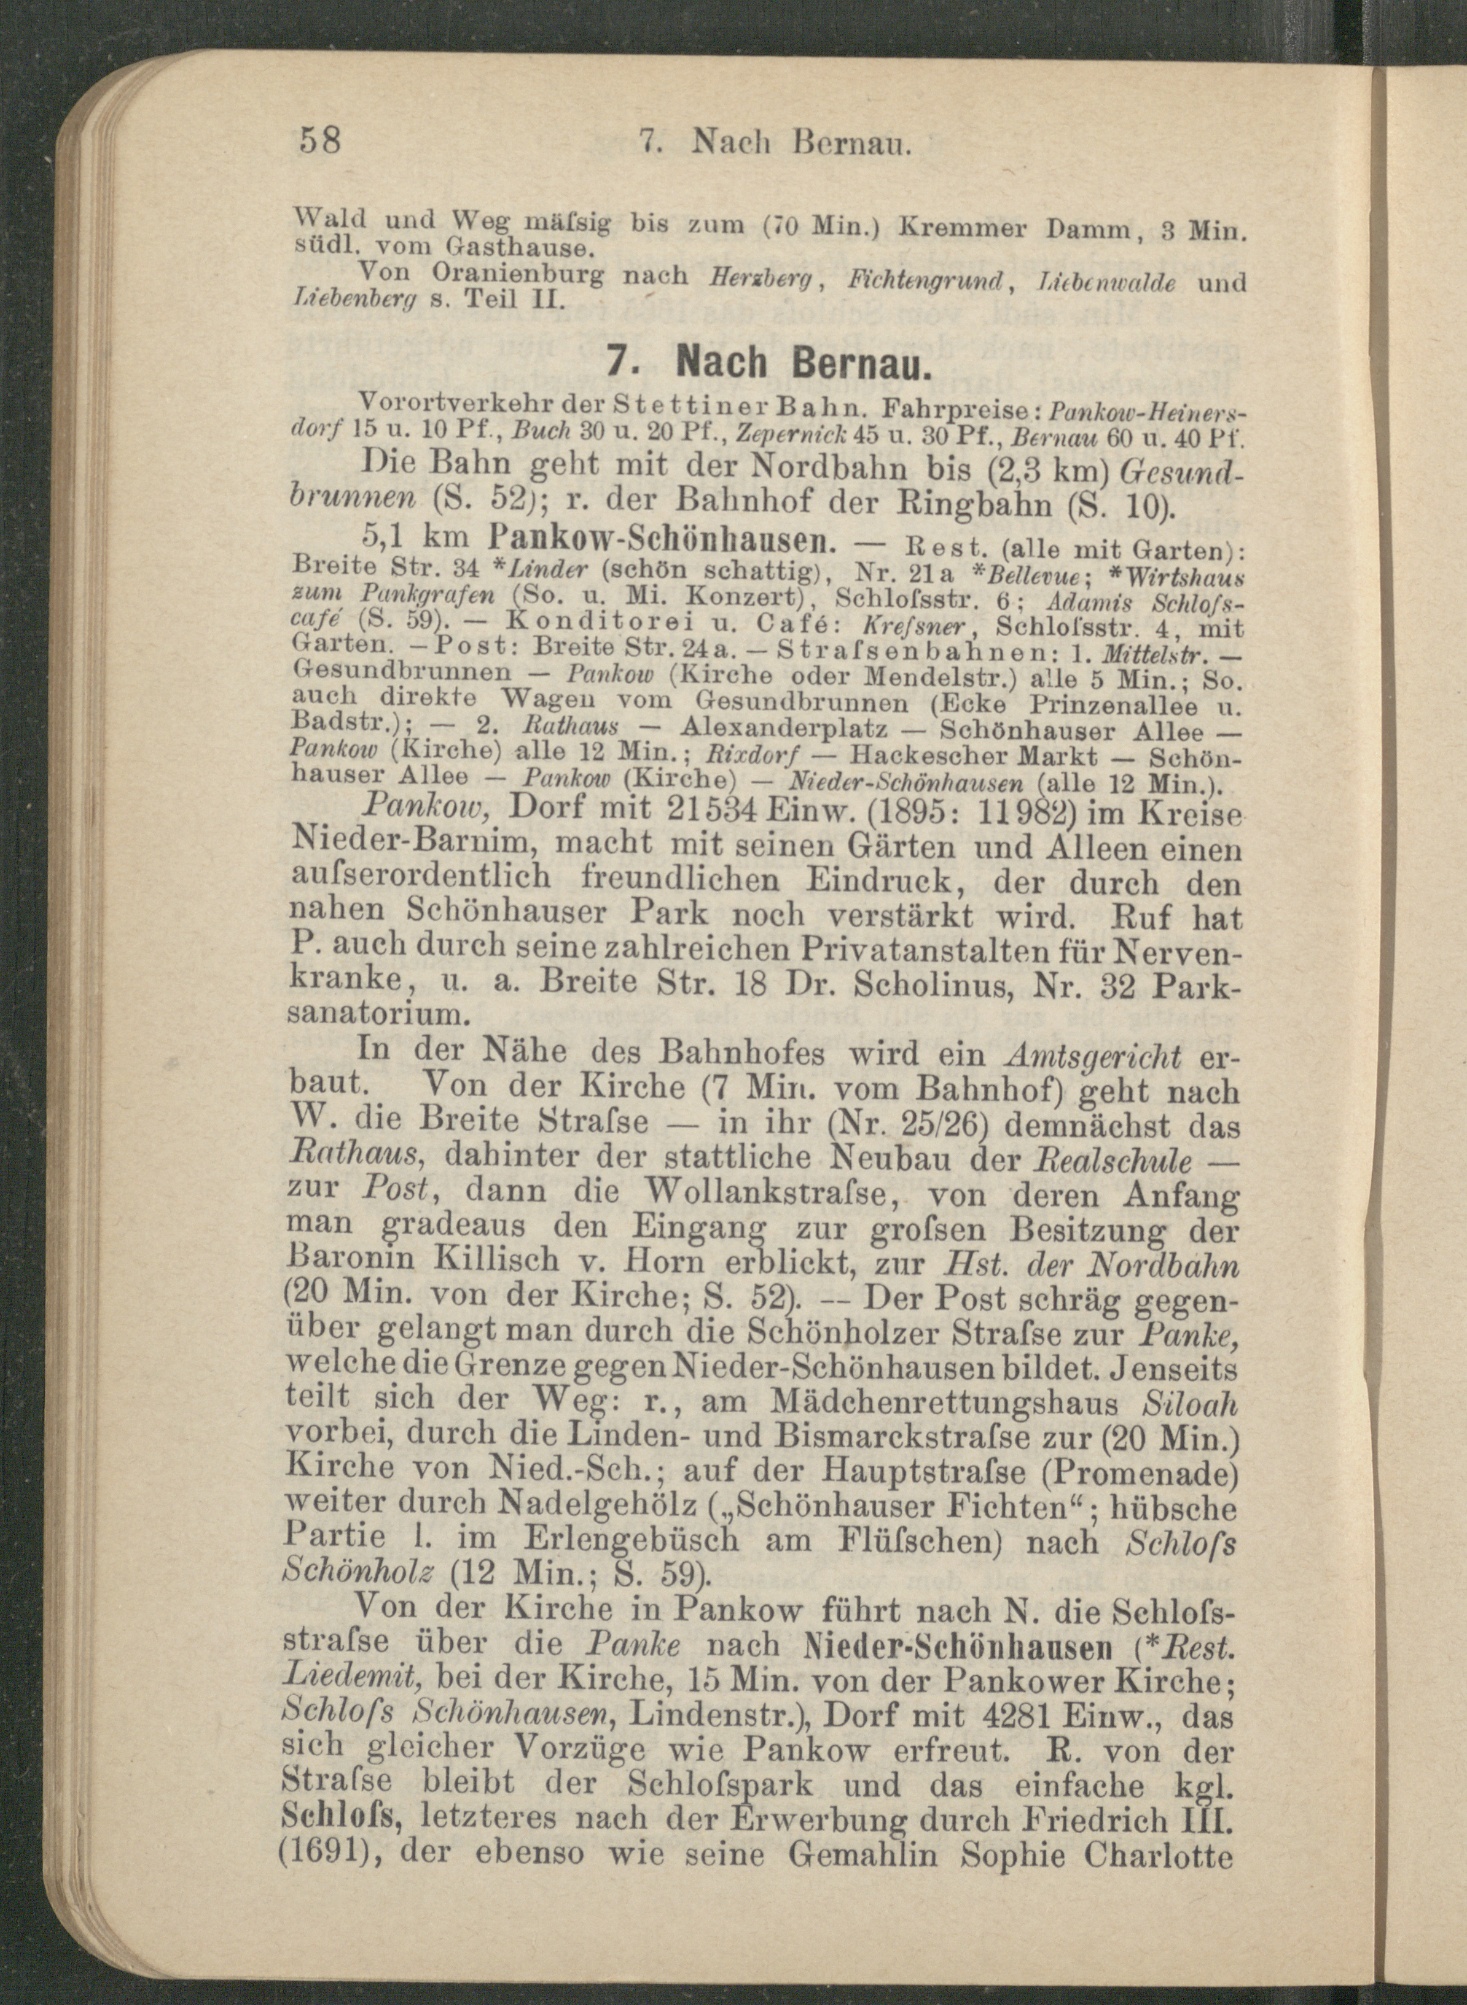 58
7. Nach Bernau.
Wald und Weg mäſsig bis zum (70 Min.) Kremmer Damm, 3 Min.
südl. vom Gasthause.
Von Oranienburg nach Herzberg, Fichtengrund, Liebenwalde und
Liebenberg s. Teil II.
7. Nach Bernau.
Vorortverkehr der Stettiner Bahn. Fahrpreise: Pankow-Heiners-
dorf 15 u. 10 Pf., Buch 30 u. 20 Pf., Zepernick 45 u. 30 Pf., Bernau 60 u. 40 Pf.
Die Bahn geht mit der Nordbahn bis (2,3 km) Gesund-
brunnen (S. 52); r. der Bahnhof der Ringbahn (S. 10).
5,1 km Pankow-Schönhausen. — Rest. (alle mit Garten):
Breite Str. 34 *Linder (schön schattig), Nr. 21a *Bellevue; *Wirtshaus
zum Pankgrafen (So. u. Mi. Konzert), Schloſsstr. 6; Adamis Schloſs-
café (S. 59). — Konditorei u. Café: Kreſsner, Schloſsstr. 4, mit
Garten. — Post: Breite Str. 24a. — Straſsenbahnen: 1. Mittelstr. —
Gesundbrunnen — Pankow (Kirche oder Mendelstr.) alle 5 Min.; So.
auch direkte Wagen vom Gesundbrunnen (Ecke Prinzenallee u.
Badstr.); — 2. Rathaus — Alexanderplatz — Schönhauser Allee —
Pankow (Kirche) alle 12 Min.; Rixdorf — Hackescher Markt — Schön-
hauser Allee — Pankow (Kirche) — Nieder-Schönhausen (alle 12 Min.).
Pankow, Dorf mit 21534 Einw. (1895: 11982) im Kreise
Nieder-Barnim, macht mit seinen Gärten und Alleen einen
auſserordentlich freundlichen Eindruck, der durch den
nahen Schönhauser Park noch verstärkt wird. Ruf hat
P. auch durch seine zahlreichen Privatanstalten für Nerven-
kranke, u. a. Breite Str. 18 Dr. Scholinus, Nr. 32 Park-
sanatorium.
In der Nähe des Bahnhofes wird ein Amtsgericht er-
baut. Von der Kirche (7 Min. vom Bahnhof) geht nach
W. die Breite Straſse — in ihr (Nr. 25/26) demnächst das
Rathaus, dahinter der stattliche Neubau der Realschule —
zur Post, dann die Wollankstraſse, von deren Anfang
man gradeaus den Eingang zur groſsen Besitzung der
Baronin Killisch v. Horn erblickt, zur Hst. der Nordbahn
(20 Min. von der Kirche; S. 52). — Der Post schräg gegen-
über gelangt man durch die Schönholzer Straſse zur Panke,
welche die Grenze gegen Nieder-Schönhausen bildet. Jenseits
teilt sich der Weg: r., am Mädchenrettungshaus Siloah
vorbei, durch die Linden- und Bismarckstraſse zur (20 Min.)
Kirche von Nied.-Sch.; auf der Hauptstraſse (Promenade)
weiter durch Nadelgehölz („Schönhauser Fichten“; hübsche
Partie l. im Erlengebüsch am Flüſschen) nach Schloſs
Schönholz (12 Min.; S. 59).
Von der Kirche in Pankow führt nach N. die Schloſs-
straſse über die Panke nach Nieder-Schönhausen (*Rest.
Liedemit, bei der Kirche, 15 Min. von der Pankower Kirche;
Schloſs Schönhausen, Lindenstr.), Dorf mit 4281 Einw., das
sich gleicher Vorzüge wie Pankow erfreut. R. von der
Straſse bleibt der Schloſspark und das einfache kgl.
Schloſs, letzteres nach der Erwerbung durch Friedrich III.
(1691), der ebenso wie seine Gemahlin Sophie Charlotte